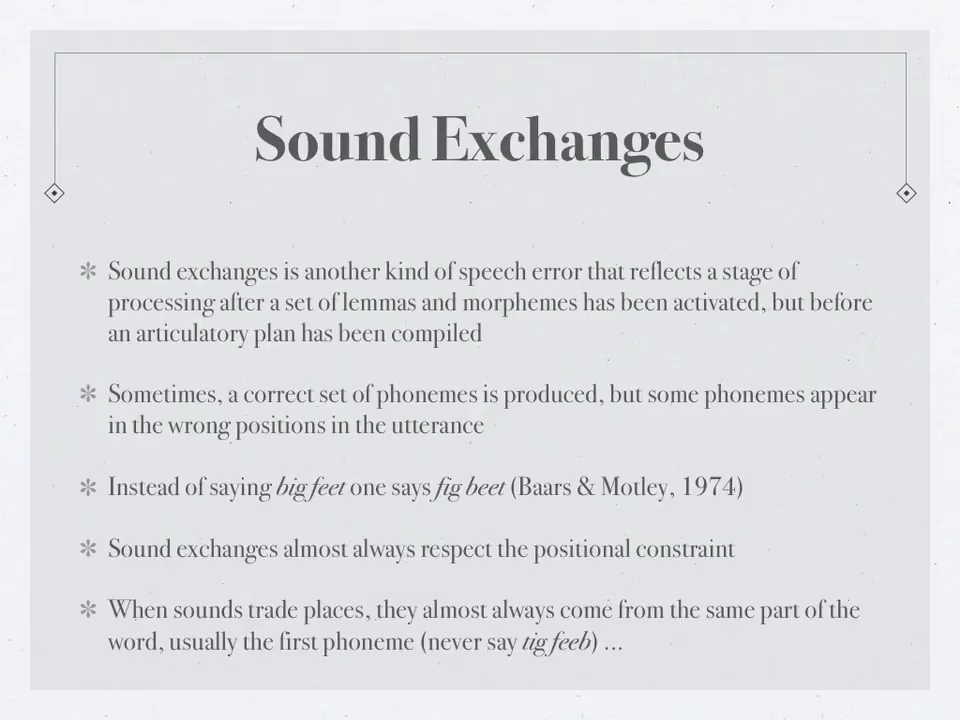 Sound Exchanges
✻ Sound exchanges is another kind of speech error that reflects a stage of
processing after a set of lemmas and morphemes has been activated, but before
an articulatory plan has been compiled
✻ Sometimes, a correct set of phonemes is produced, but some phonemes appear
in the wrong positions in the utterance
✻ Instead of saying big feet one says fig beet (Baars & Motley, 1974)
✻ Sound exchanges almost always respect the positional constraint
✻ When sounds trade places, they almost always come from the same part of the
word, usually the first phoneme (never say tig feeb) ...